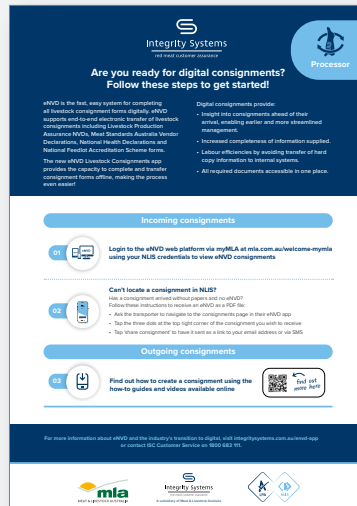 Integrity Systems
red meat customer assurance
Processor
Are you ready for digital consignments?
Follow these steps to get started!
eNVD is the fast, easy system for completing
all livestock consignment forms digitally, eNVD
supports end-to-end electronic transfer of livestock
consignments including Livestock Production
Assurance NVDs, Meat Standards Australia Vendor
Declarations, National Health Declarations and
National Feedlot Accreditation Scheme forms.
The new eNVD Livestock Consignments app
provides the capacity to complete and transfer
consignment forms offline, making the process
even easier!
Digital consignments provide:
• Insight into consignments ahead of their
arrival, enabling earlier and more streamlined
management.
• Increased completeness of information supplied.
• Labour efficiencies by avoiding transfer of hard
copy information to internal systems.
• All required documents accessible in one place.
Incoming consignments
01
Login to the eNVD web platform via myMLA at mla.com.au/welcome-mymla
using your NLIS credentials to view eNVD consignments
02
Can't locate a consignment in NLIS?
Has a consignment arrived without papers and no eNVD?
Follow these instructions to receive an eNVD as a PDF file:
• Ask the transporter to navigate to the consignments page in their eNVD app
• Tap the three dots at the top right corner of the consignment you wish to receive
• Tap 'share consignment' to have it sent as a link to your email address or via SMS
Outgoing consignments
03
Find out how to create a consignment using the
how-to guides and videos available online
find out
more here
For more information about eNVD and the industry's transition to digital, visit integritysystems.com.au/envd-app
or contact ISC Customer Service on 1800 683 111.
mla
MEAT & LIVESTOCK AUSTRALIA
Integrity Systems
A subsidiary of Meat & Livestock Australia
LPA
NLIS